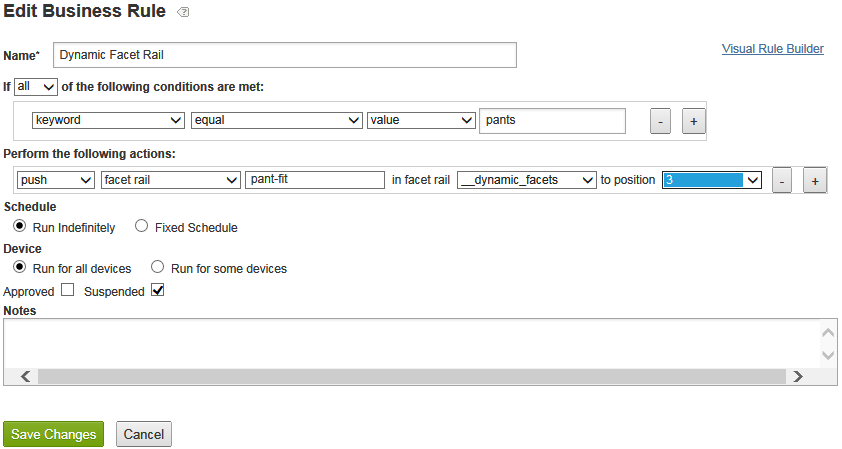 Edit Business Rule ?
Name* Dynamic Facet Rail Visual Rule Builder
If all of the following conditions are met:
keyword equal value pants - +
Perform the following actions:
push facet rail pant-fit in facet rail __dynamic_facets to position 3 - +
Schedule
Run Indefinitely Fixed Schedule
Device
Run for all devices Run for some devices
Approved Suspended
Notes
Save Changes Cancel